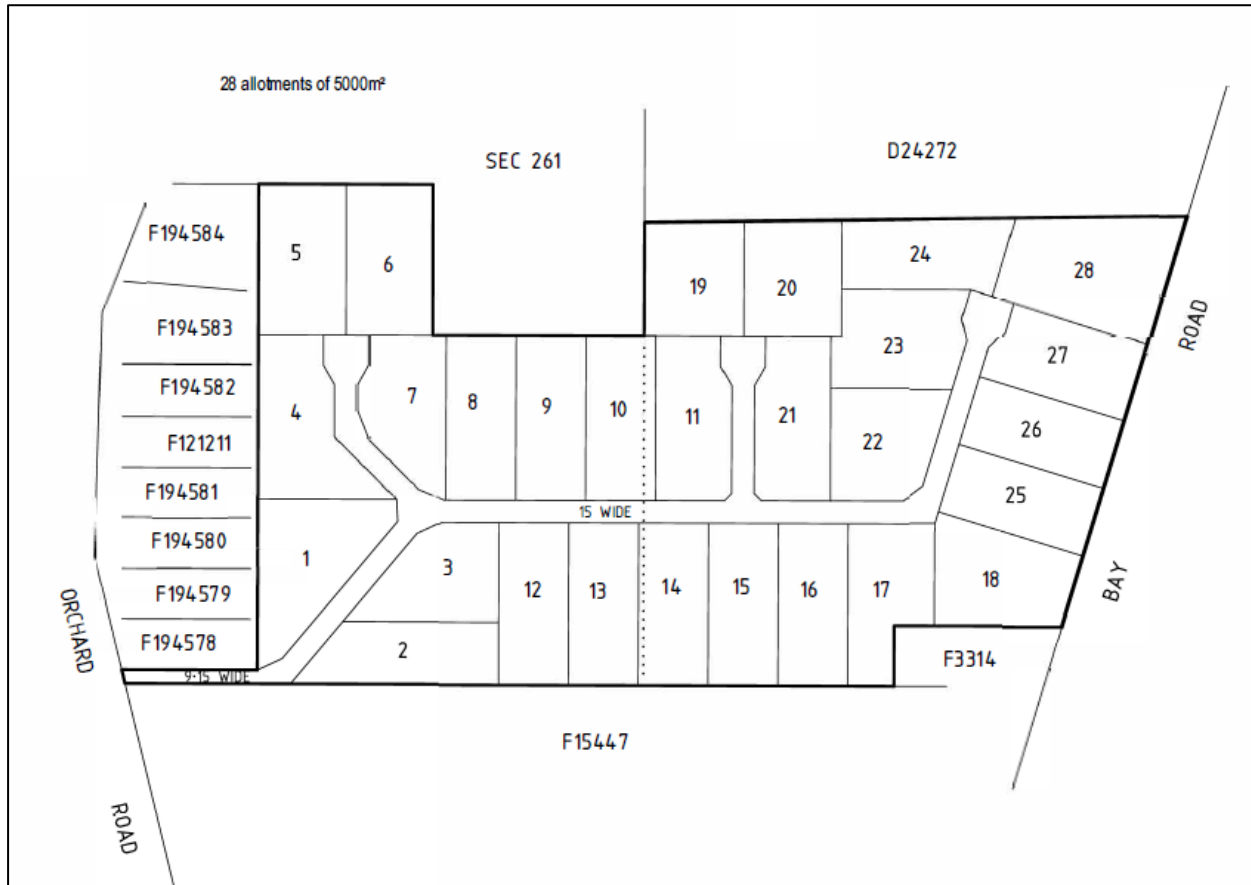 28 allotments of 5000m²
SEC 261
D24272
F194584
5
6
24
28
19
20
F194583
23
27
ROAD
F194582
4
7
8
9
10
11
21
22
26
F121211
F194581
25
15 WIDE
F194580
1
3
12
13
14
15
16
17
18
BAY
F194579
ORCHARD
F194578
2
F3314
9·15 WIDE
F15447
ROAD